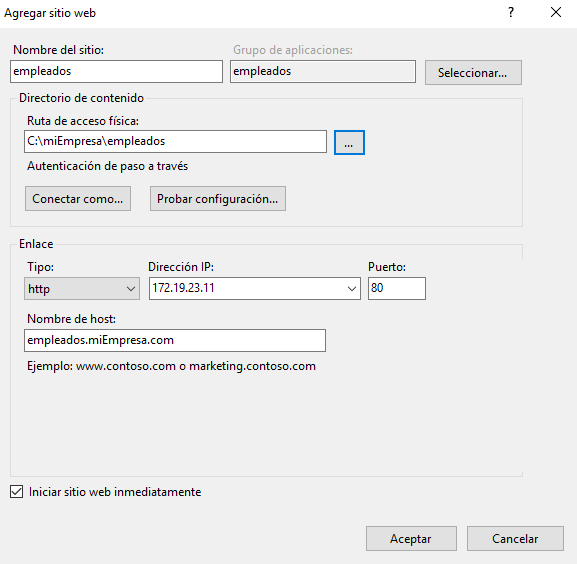 Agregar sitio web
?
Nombre del sitio:
Grupo de aplicaciones:
empleados
empleados
Seleccionar...
Directorio de contenido
Ruta de acceso física:
C:\miEmpresa\empleados
...
Autenticación de paso a través
Conectar como...
Probar configuración...
Enlace
Tipo:
Dirección IP:
Puerto:
http
172.19.23.11
80
Nombre de host:
empleados.miEmpresa.com
Ejemplo: www.contoso.com o marketing.contoso.com
Iniciar sitio web inmediatamente
Aceptar
Cancelar